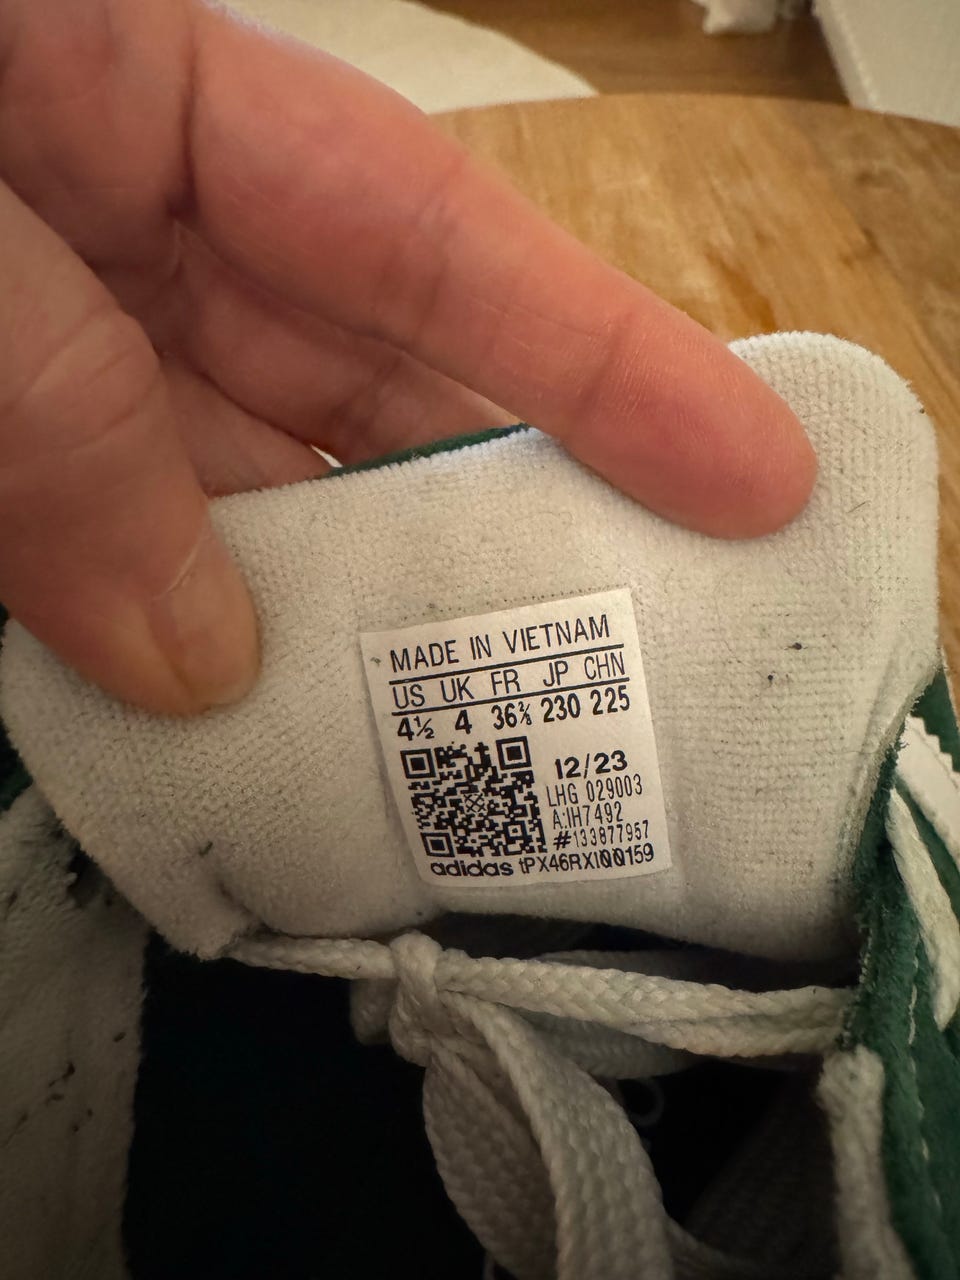 MADE IN VIETNAM
US UK FR JP CHN
4½ 4 36⅔ 230 225
12/23
LHG 029003
A:IH7492
#133877957
adidas tPX46RXI00159